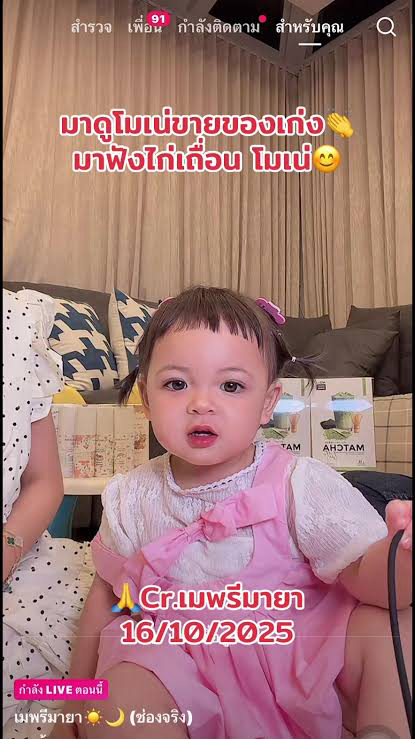 สำรวจ เพื่อน 91 กำลังติดตาม สำหรับคุณ
มาดูโมเน่ขายของเก่ง👏
มาฟังไก่เถื่อน โมเน่😊
MATCHA
MATCHA
🙏Cr.เมพรีมายา
16/10/2025
กำลัง LIVE ตอนนี้
เมพรีมายา☀️🌙 (ช่องจริง)